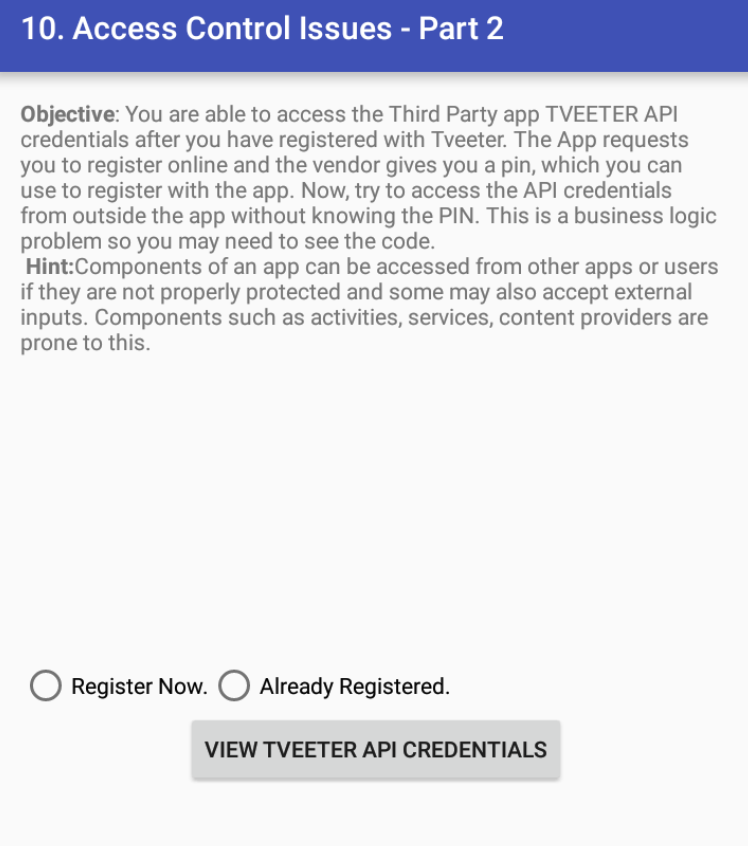 10. Access Control Issues - Part 2
Objective: You are able to access the Third Party app TVEETER API
credentials after you have registered with Tveeter. The App requests
you to register online and the vendor gives you a pin, which you can
use to register with the app. Now, try to access the API credentials
from outside the app without knowing the PIN. This is a business logic
problem so you may need to see the code.
Hint:Components of an app can be accessed from other apps or users
if they are not properly protected and some may also accept external
inputs. Components such as activities, services, content providers are
prone to this.
Register Now. Already Registered.
VIEW TVEETER API CREDENTIALS